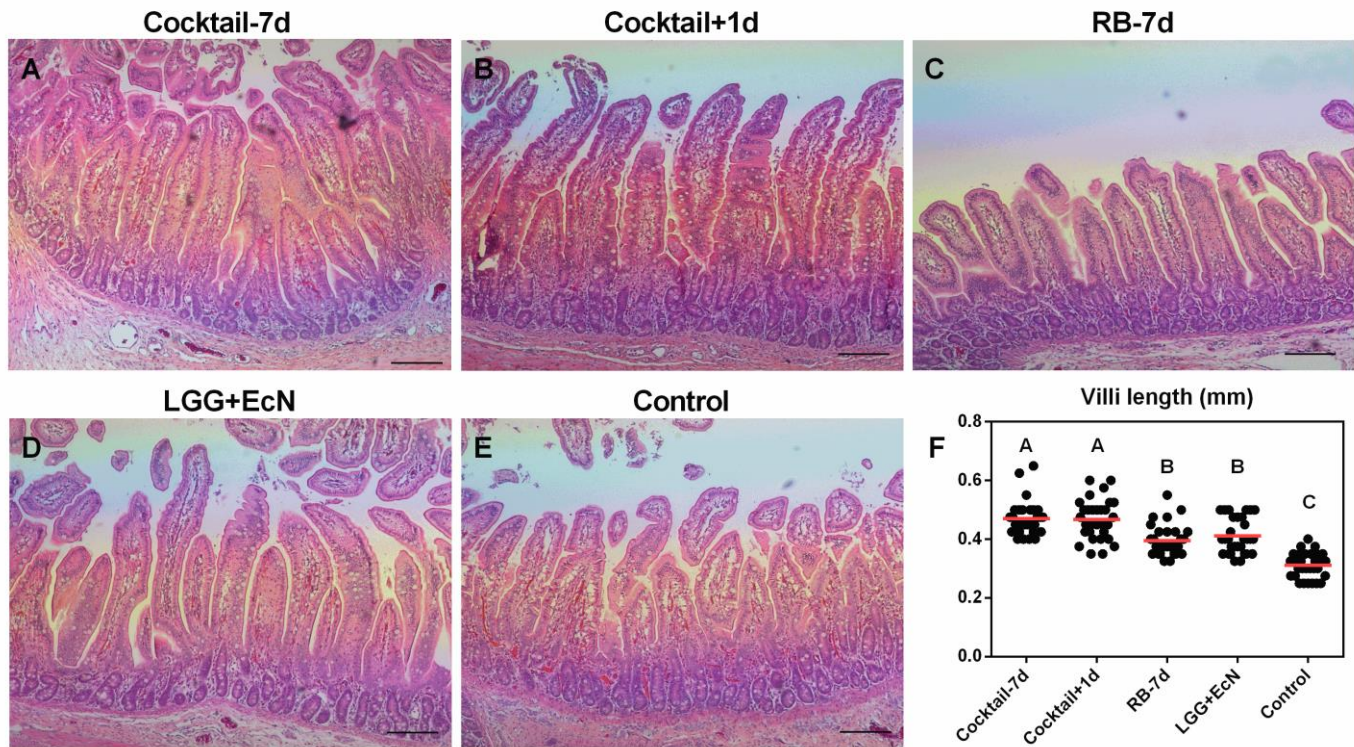 Cocktail-7d
Cocktail+1d
RB-7d
A
B
C
LGG+EcN
Control
D
E
F
Villi length (mm)
0.8
0.6
0.4
0.2
0.0
A
A
B
B
C
Cocktail-7d
Cocktail+1d
RB-7d
LGG+EcN
Control